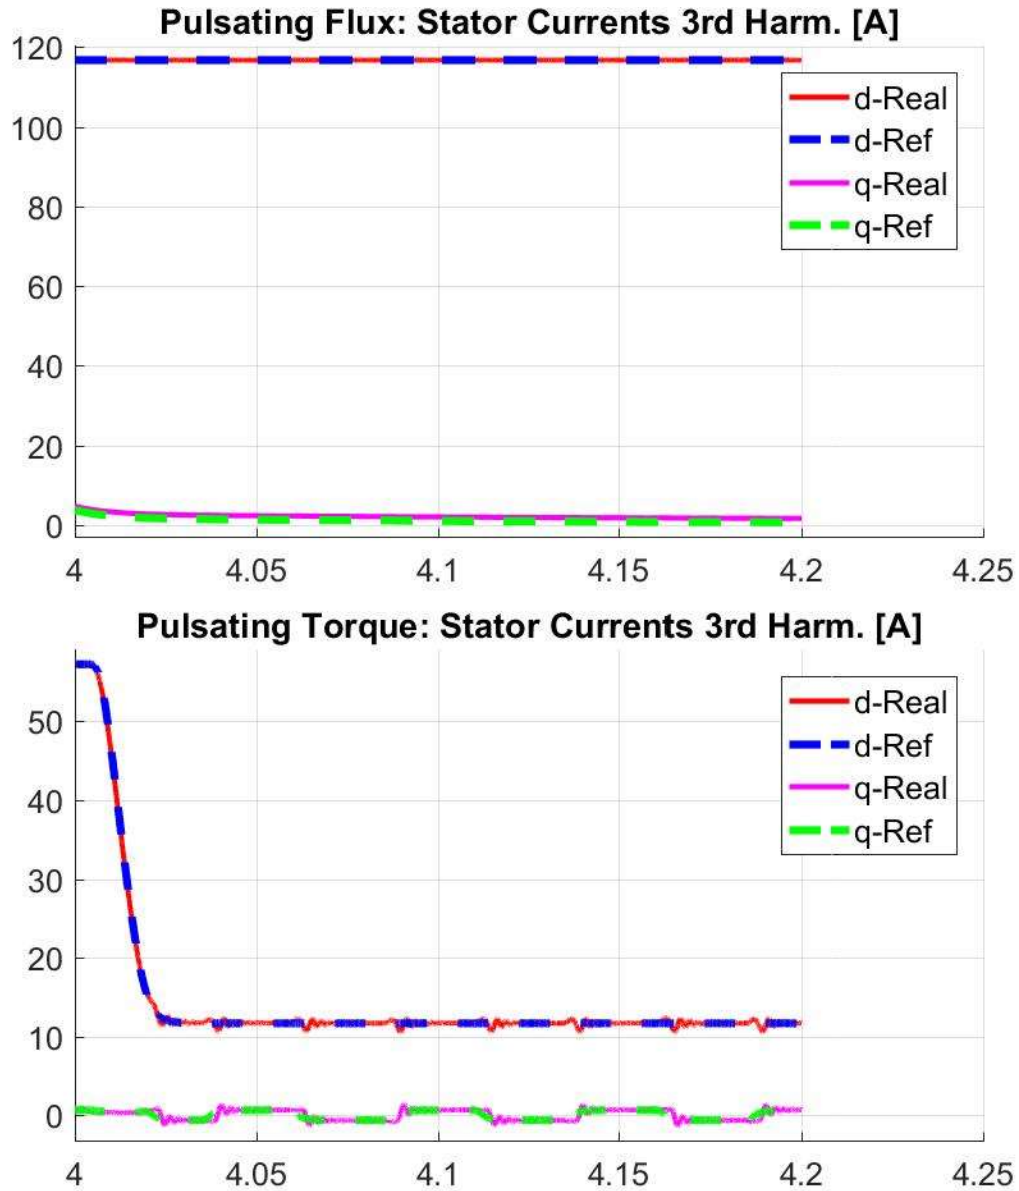 Pulsating Flux: Stator Currents 3rd Harm. [A]
120
100
80
60
40
20
0
d-Real
d-Ref
q-Real
q-Ref
4 4.05 4.1 4.15 4.2 4.25
Pulsating Torque: Stator Currents 3rd Harm. [A]
50
40
30
20
10
0
d-Real
d-Ref
q-Real
q-Ref
4 4.05 4.1 4.15 4.2 4.25